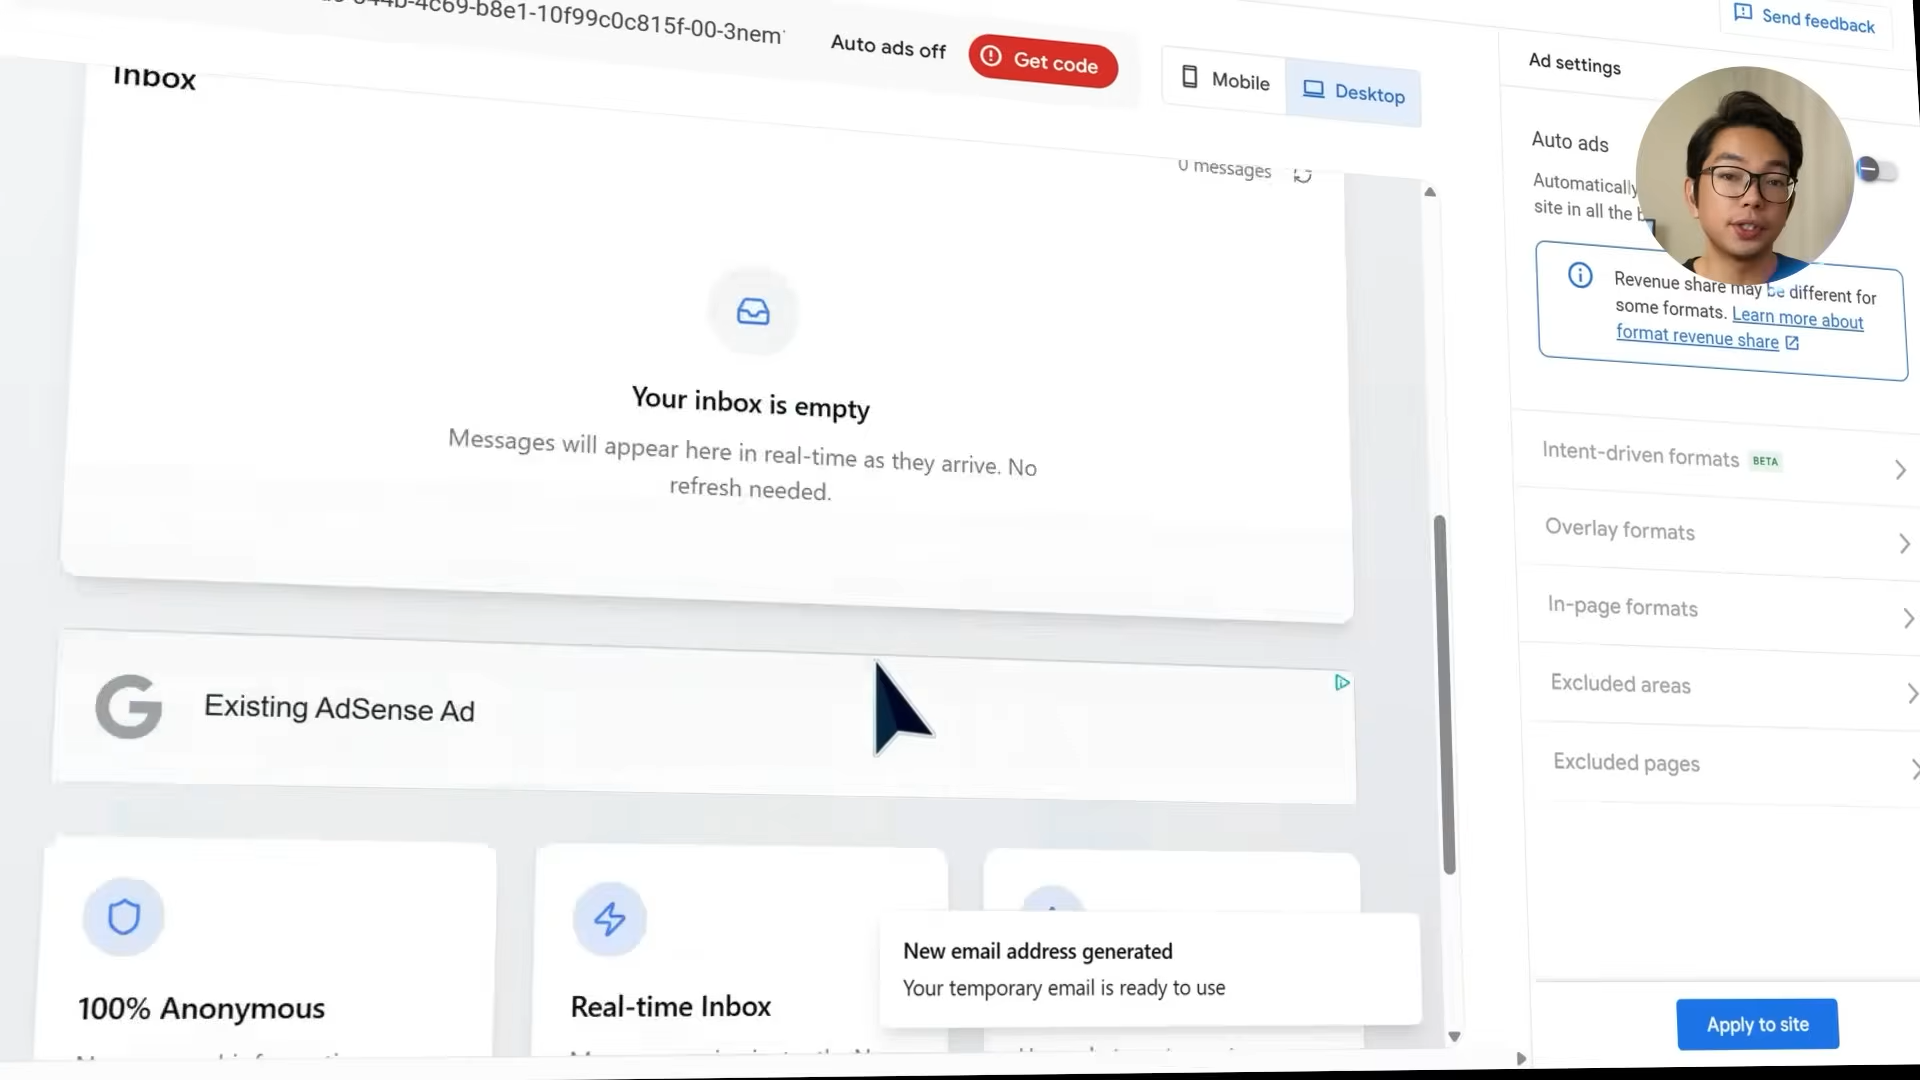 544b-4c69-b8e1-10f99c0c815f-00-3nem
Auto ads off
Get code
Mobile
Desktop
Send feedback
Inbox
0 messages
Your inbox is empty
Messages will appear here in real-time as they arrive. No
refresh needed.
Existing AdSense Ad
100% Anonymous
Real-time Inbox
New email address generated
Your temporary email is ready to use
Ad settings
Auto ads
Automatically
site in all the
Revenue share may be different for
some formats. Learn more about
format revenue share
Intent-driven formats BETA
Overlay formats
In-page formats
Excluded areas
Excluded pages
Apply to site